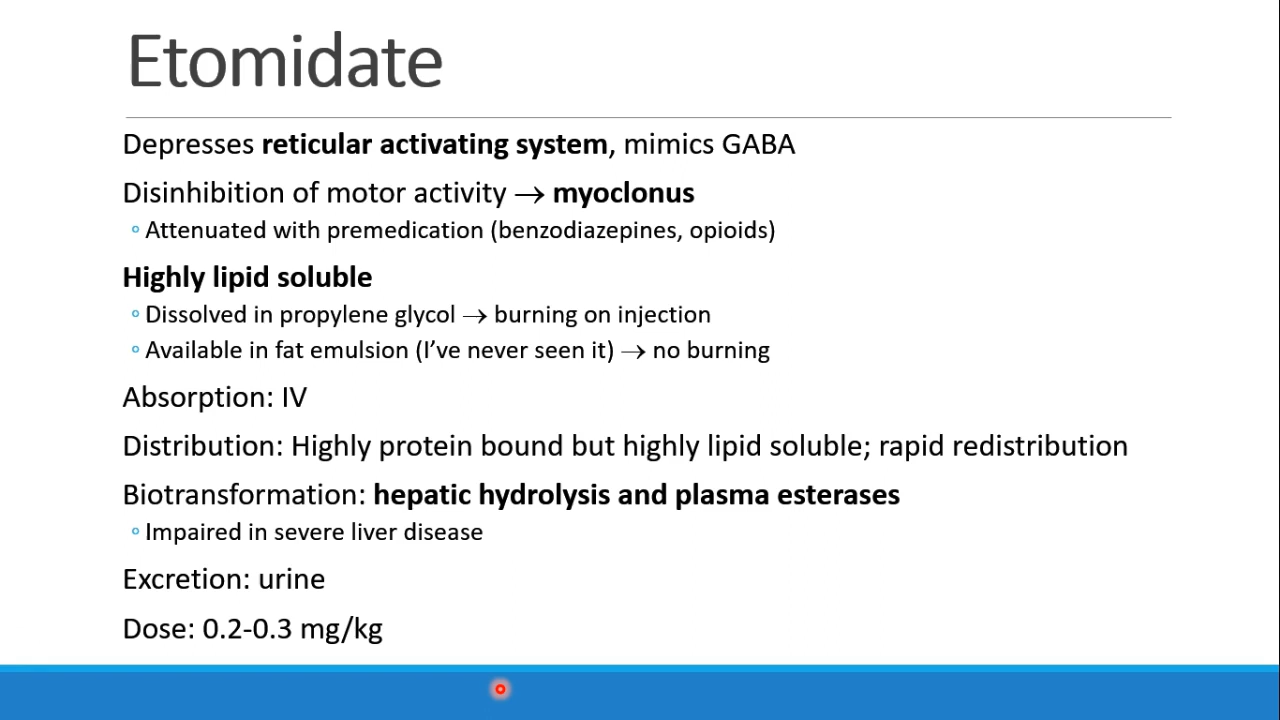 Etomidate
Depresses reticular activating system, mimics GABA
Disinhibition of motor activity → myoclonus
◦ Attenuated with premedication (benzodiazepines, opioids)
Highly lipid soluble
◦ Dissolved in propylene glycol → burning on injection
◦ Available in fat emulsion (I’ve never seen it) → no burning
Absorption: IV
Distribution: Highly protein bound but highly lipid soluble; rapid redistribution
Biotransformation: hepatic hydrolysis and plasma esterases
◦ Impaired in severe liver disease
Excretion: urine
Dose: 0.2-0.3 mg/kg